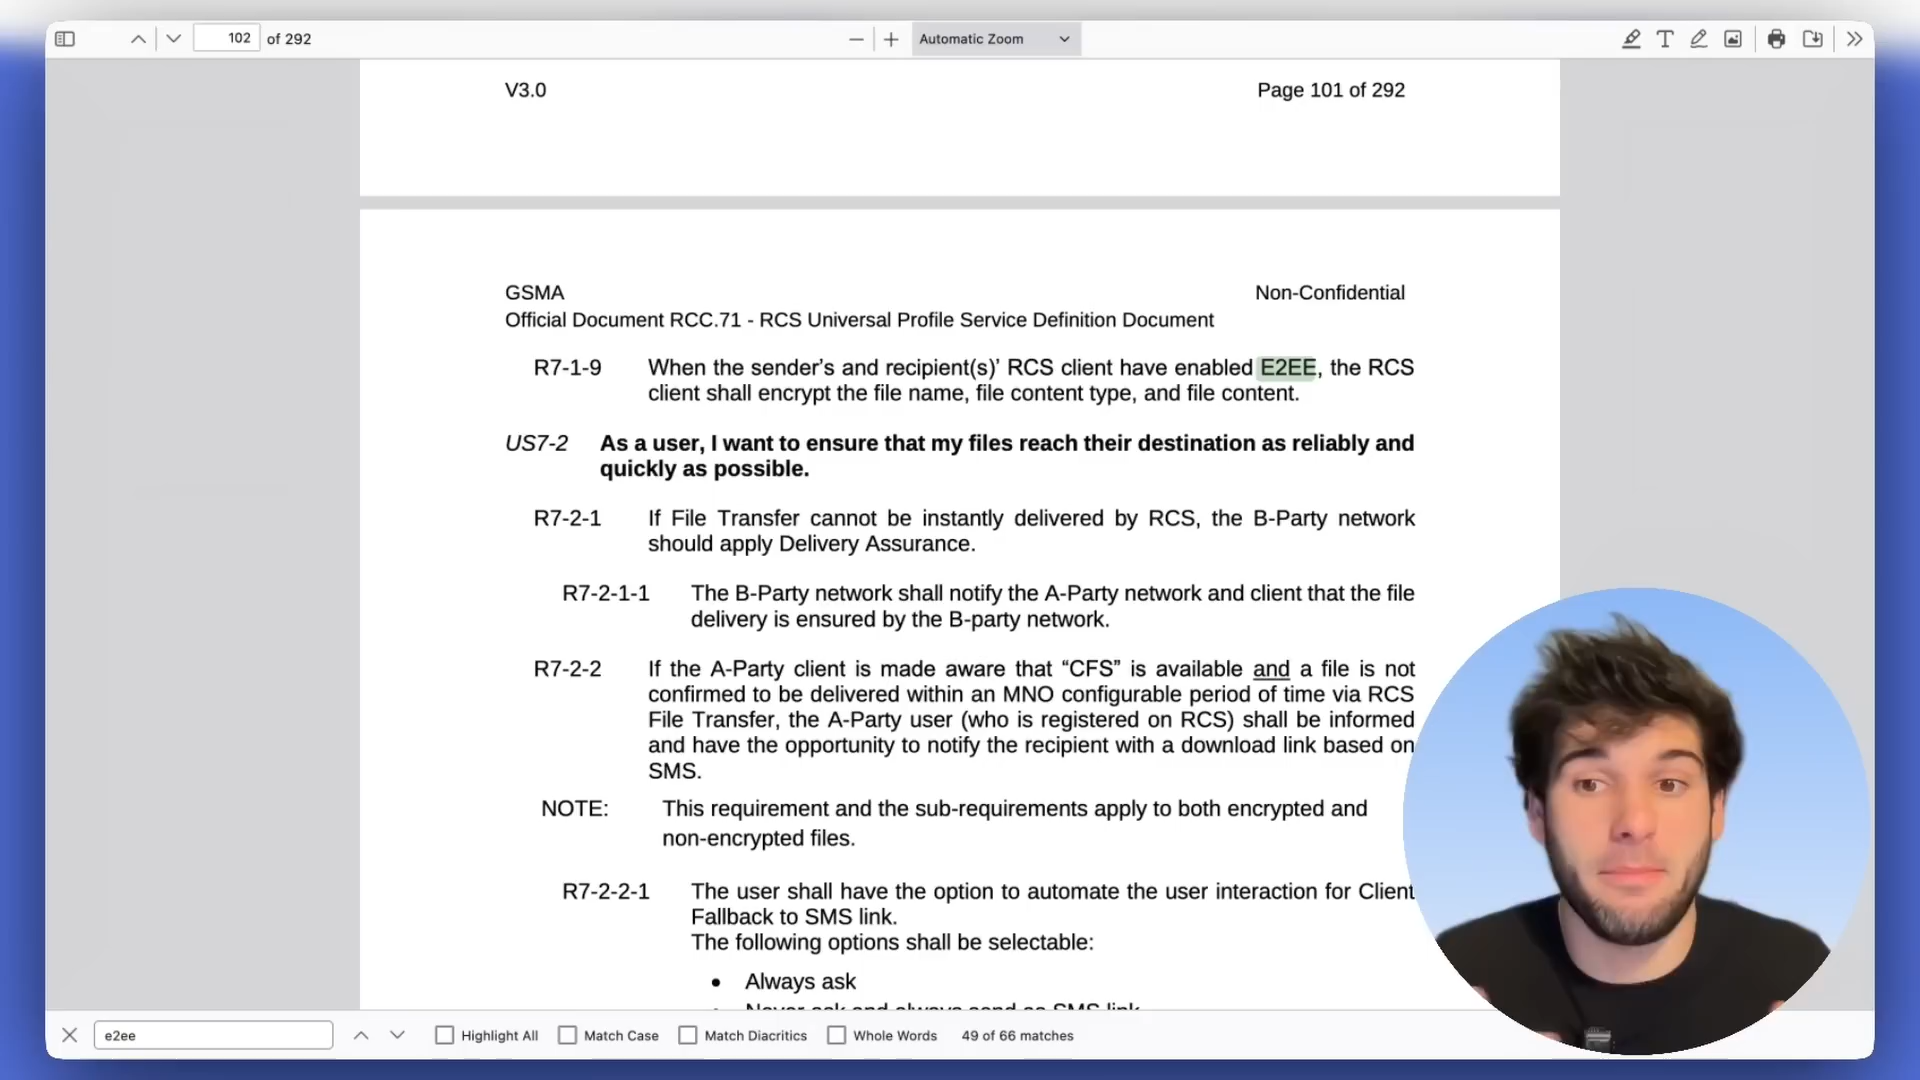 102 of 292
Automatic Zoom
V3.0 Page 101 of 292
GSMA Non-Confidential
Official Document RCC.71 - RCS Universal Profile Service Definition Document
R7-1-9 When the sender’s and recipient(s)’ RCS client have enabled E2EE, the RCS
client shall encrypt the file name, file content type, and file content.
US7-2 As a user, I want to ensure that my files reach their destination as reliably and
quickly as possible.
R7-2-1 If File Transfer cannot be instantly delivered by RCS, the B-Party network
should apply Delivery Assurance.
R7-2-1-1 The B-Party network shall notify the A-Party network and client that the file
delivery is ensured by the B-party network.
R7-2-2 If the A-Party client is made aware that “CFS” is available and a file is not
confirmed to be delivered within an MNO configurable period of time via RCS
File Transfer, the A-Party user (who is registered on RCS) shall be informed
and have the opportunity to notify the recipient with a download link based on
SMS.
NOTE: This requirement and the sub-requirements apply to both encrypted and
non-encrypted files.
R7-2-2-1 The user shall have the option to automate the user interaction for Client
Fallback to SMS link.
The following options shall be selectable:
• Always ask
• Never ask and always send as SMS link
e2ee Highlight All Match Case Match Diacritics Whole Words 49 of 66 matches